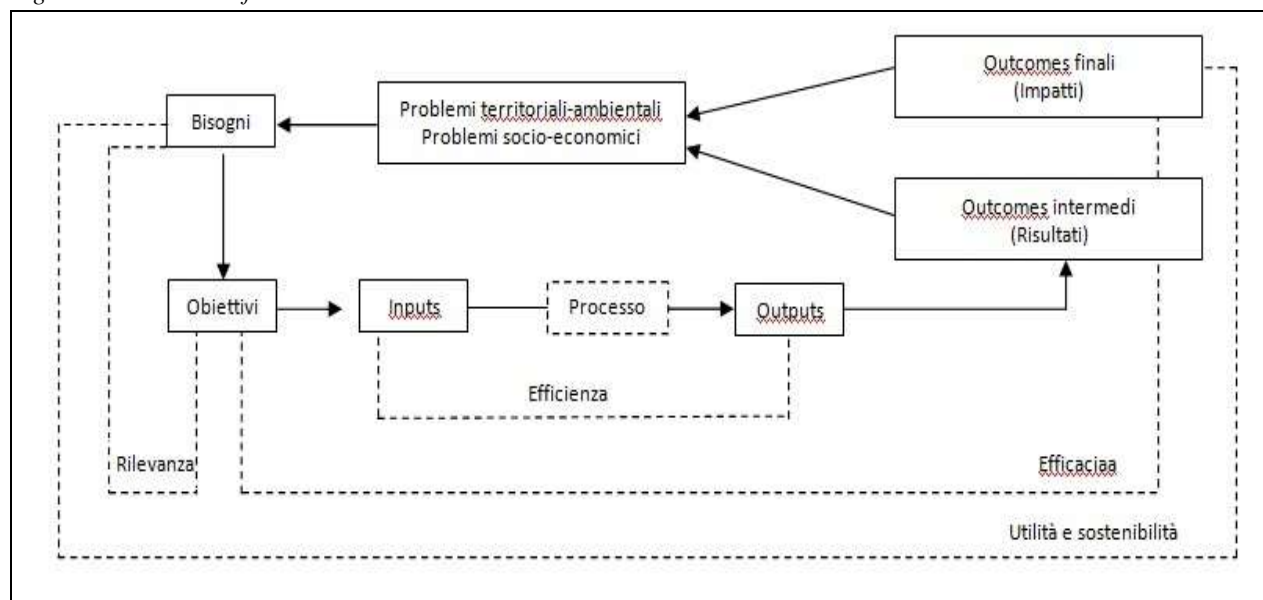 Outcomes finali
(Impatti)
Problemi territoriali-ambientali
Problemi socio-economici
Bisogni
Outcomes intermedi
(Risultati)
Obiettivi
Inputs
Processo
Outputs
Efficienza
Rilevanza
Efficaciaa
Utilità e sostenibilità